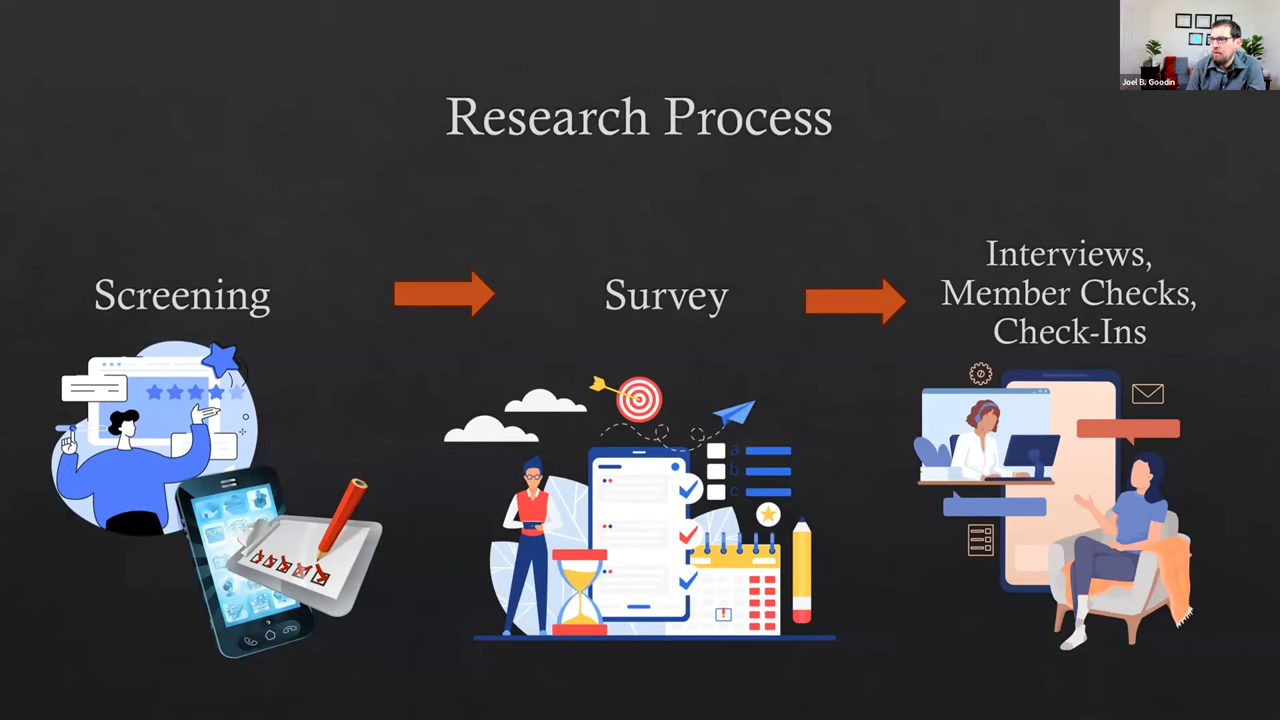 Joel B. Goodin
Research Process
Screening
Survey
Interviews,
Member Checks,
Check-Ins
a
b
c